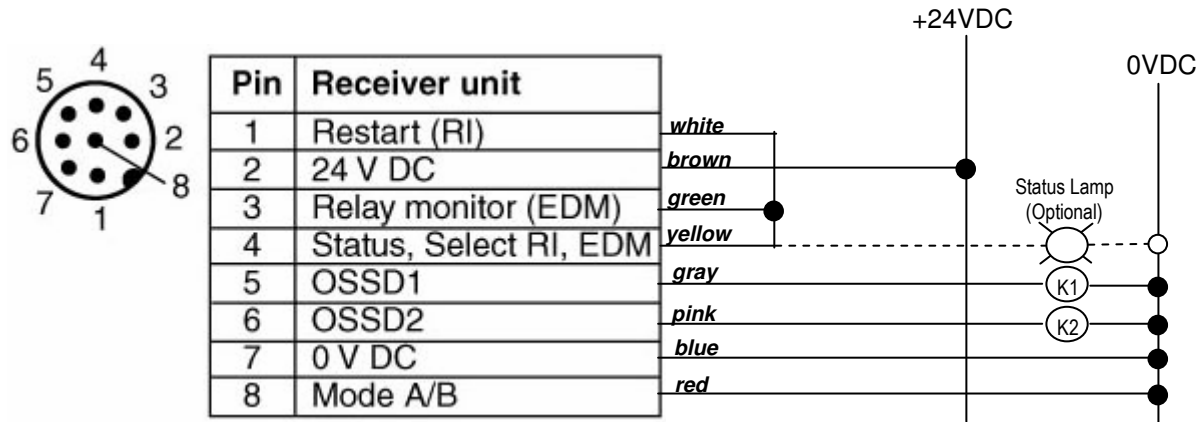 +24VDC
0VDC
4
5
3
6
2
7
8
1
Pin Receiver unit
1 Restart (RI) white
2 24 V DC brown
3 Relay monitor (EDM) green
4 Status, Select RI, EDM yellow
5 OSSD1 gray
6 OSSD2 pink
7 0 V DC blue
8 Mode A/B red
Status Lamp
(Optional)
K1
K2